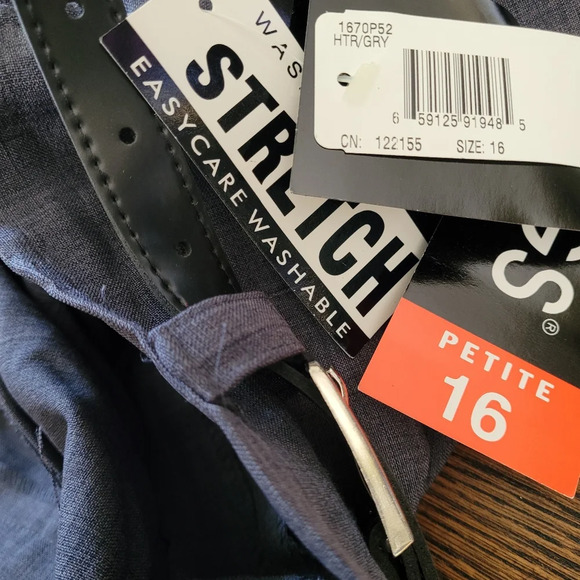 1670P52
HTR/GRY
6 59125 91948 5
CN: 122155 SIZE: 16
WAS
STRETCH
EASYCARE WASHABLE
PETITE
16
®